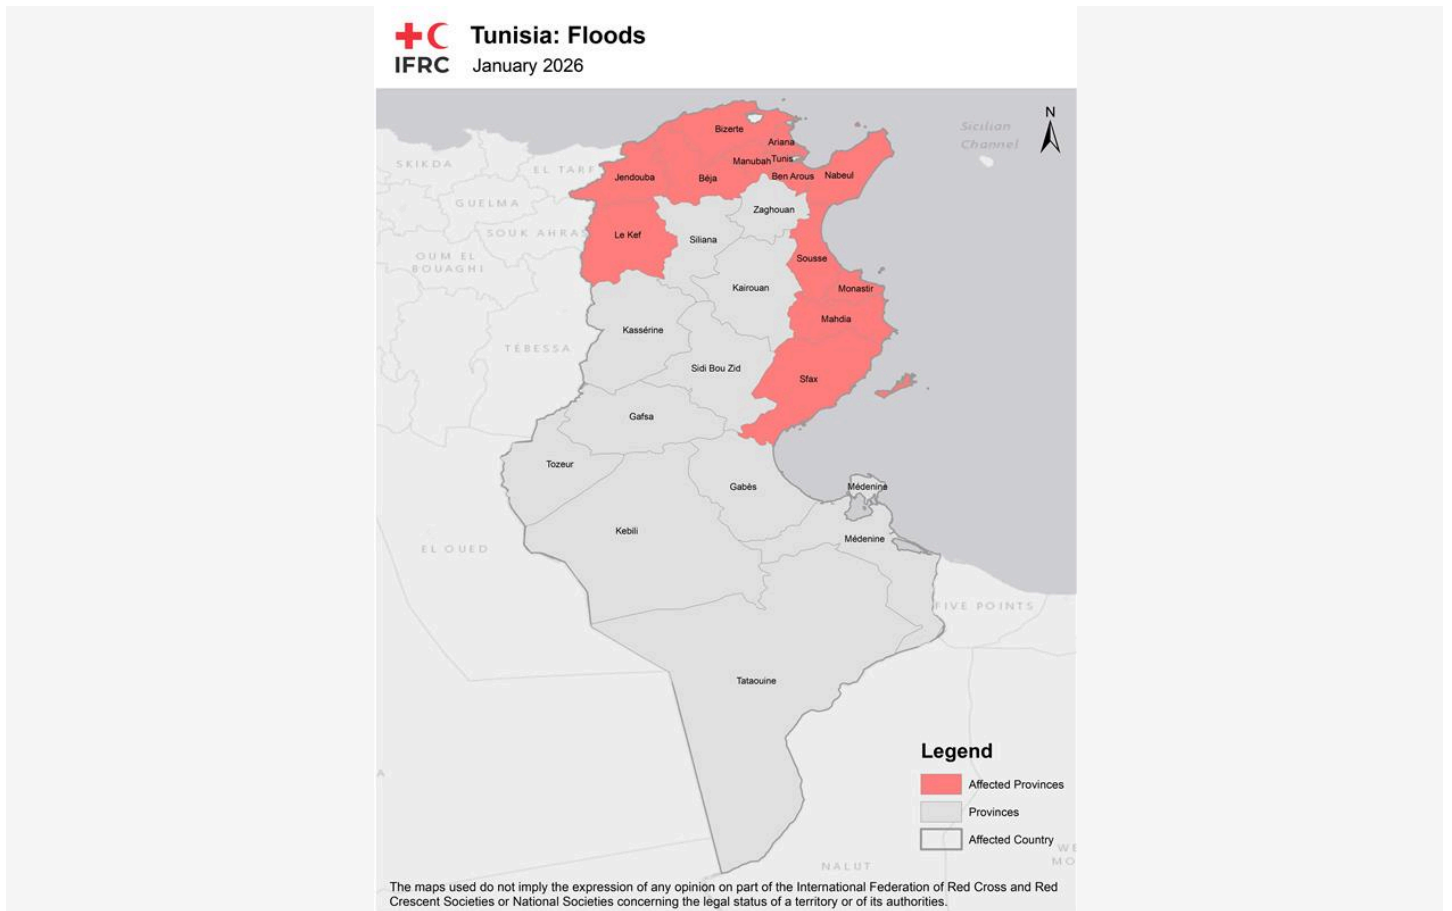 IFRC
Tunisia: Floods
January 2026
N
Sicilian
Channel
SKIKDA
EL TARF
GUELMA
SOUK AHRAS
OUM EL
BOUAGHI
TEBESSA
EL OUED
FIVE POINTS
NALUT
Bizerte
Ariana
Manubah
Tunis
Jendouba
Béja
Ben Arous
Nabeul
Zaghouan
Le Kef
Siliana
Sousse
Kairouan
Monastir
Mahdia
Kassérine
Sidi Bou Zid
Sfax
Gafsa
Tozeur
Gabès
Médenine
Kebili
Médenine
Tataouine
Legend
Affected Provinces
Provinces
Affected Country
The maps used do not imply the expression of any opinion on part of the International Federation of Red Cross and Red
Crescent Societies or National Societies concerning the legal status of a territory or of its authorities.